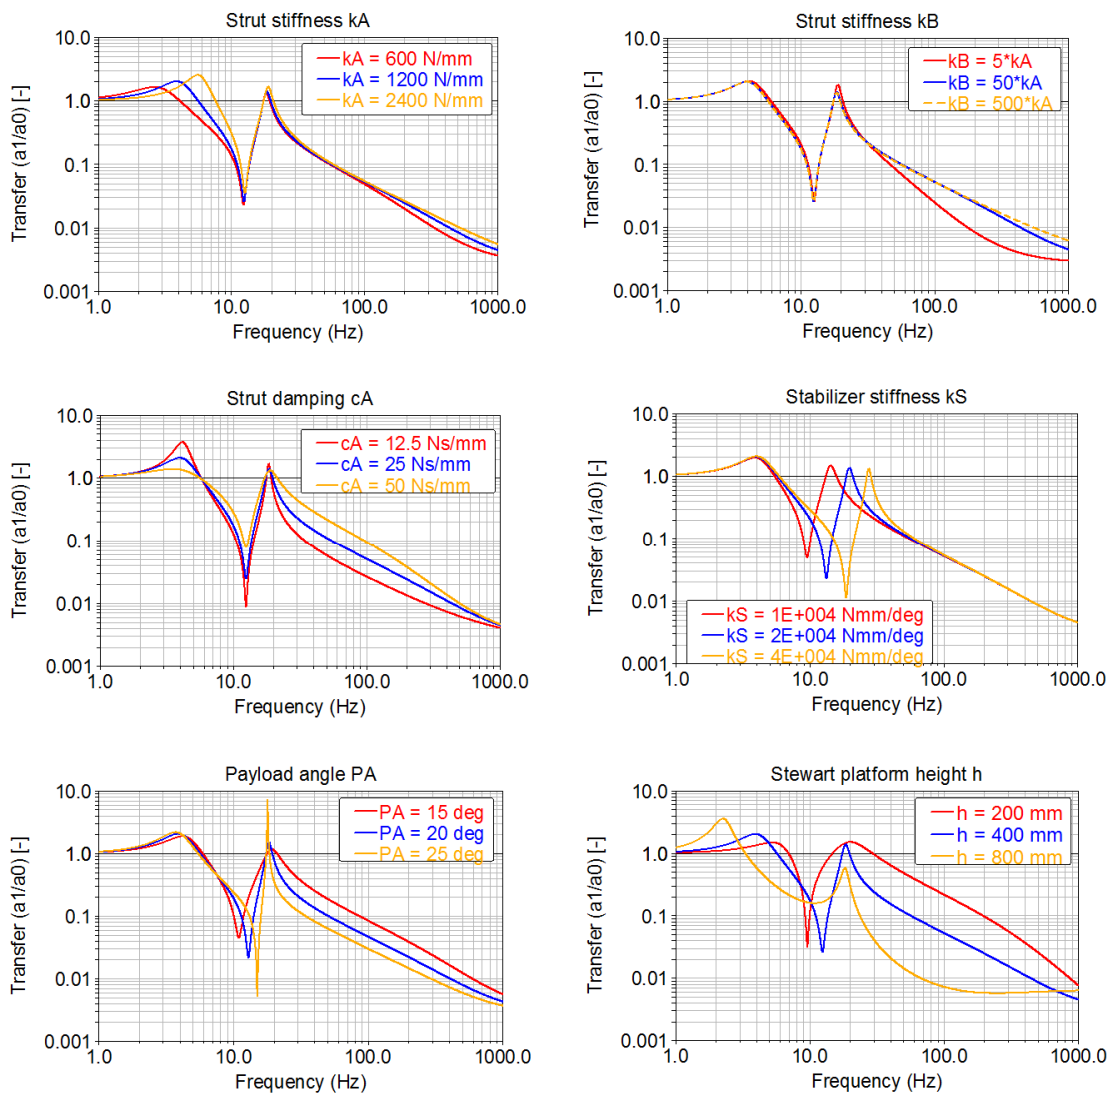 Strut stiffness kA
10.0
1.0
0.1
0.01
0.001
Transfer (a1/a0) [-]
kA = 600 N/mm
kA = 1200 N/mm
kA = 2400 N/mm
1.0 10.0 100.0 1000.0
Frequency (Hz)
Strut stiffness kB
10.0
1.0
0.1
0.01
0.001
Transfer (a1/a0) [-]
kB = 5*kA
kB = 50*kA
kB = 500*kA
1.0 10.0 100.0 1000.0
Frequency (Hz)
Strut damping cA
10.0
1.0
0.1
0.01
0.001
Transfer (a1/a0) [-]
cA = 12.5 Ns/mm
cA = 25 Ns/mm
cA = 50 Ns/mm
1.0 10.0 100.0 1000.0
Frequency (Hz)
Stabilizer stiffness kS
10.0
1.0
0.1
0.01
0.001
Transfer (a1/a0) [-]
kS = 1E+004 Nmm/deg
kS = 2E+004 Nmm/deg
kS = 4E+004 Nmm/deg
1.0 10.0 100.0 1000.0
Frequency (Hz)
Payload angle PA
10.0
1.0
0.1
0.01
0.001
Transfer (a1/a0) [-]
PA = 15 deg
PA = 20 deg
PA = 25 deg
1.0 10.0 100.0 1000.0
Frequency (Hz)
Stewart platform height h
10.0
1.0
0.1
0.01
0.001
Transfer (a1/a0) [-]
h = 200 mm
h = 400 mm
h = 800 mm
1.0 10.0 100.0 1000.0
Frequency (Hz)